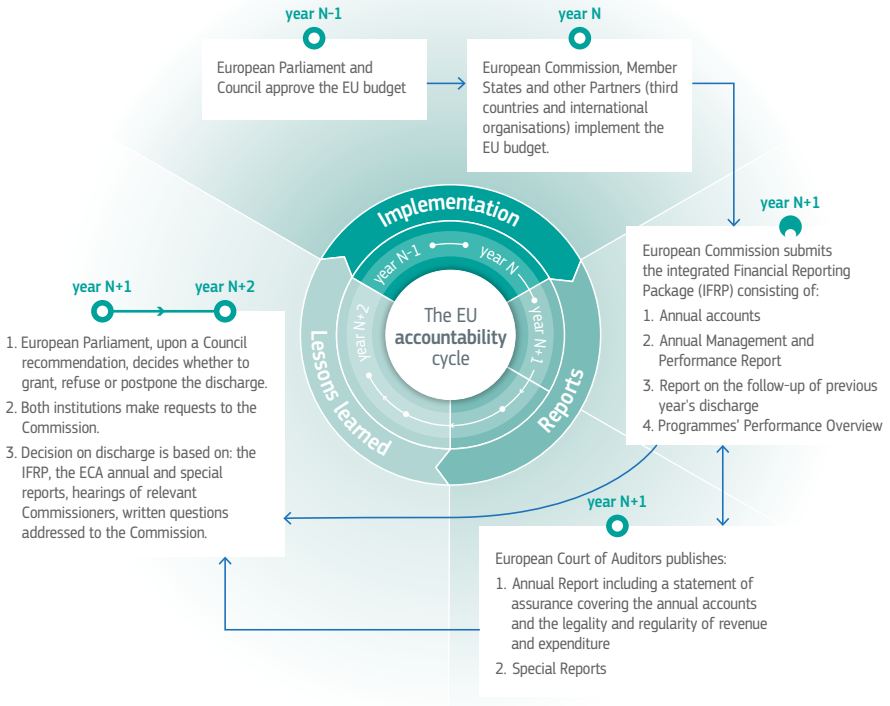 year N-1
European Parliament and
Council approve the EU budget
year N
European Commission, Member
States and other Partners (third
countries and international
organisations) implement the
EU budget.
year N+1
European Commission submits
the integrated Financial Reporting
Package (IFRP) consisting of:
1. Annual accounts
2. Annual Management and
Performance Report
3. Report on the follow-up of previous
year's discharge
4. Programmes' Performance Overview
year N+1
European Court of Auditors publishes:
1. Annual Report including a statement of
assurance covering the annual accounts
and the legality and regularity of revenue
and expenditure
2. Special Reports
year N+1
year N+2
1. European Parliament, upon a Council
recommendation, decides whether to
grant, refuse or postpone the discharge.
2. Both institutions make requests to the
Commission.
3. Decision on discharge is based on: the
IFRP, the ECA annual and special
reports, hearings of relevant
Commissioners, written questions
addressed to the Commission.
Implementation
Reports
Lessons learned
year N-1
year N
year N+1
year N+2
The EU
accountability
cycle